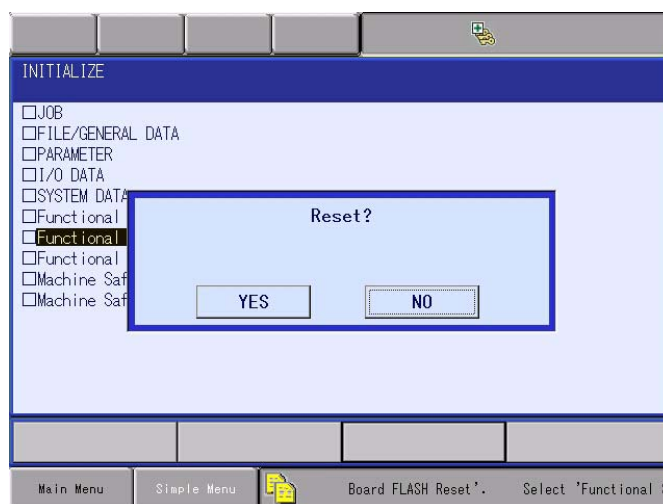 INITIALIZE
JOB
FILE/GENERAL DATA
PARAMETER
I/O DATA
SYSTEM DATA
Functional
Functional
Functional
Machine Saf
Machine Saf
Reset?
YES
NO
Main Menu
Simple Menu
Board FLASH Reset'. Select 'Functional